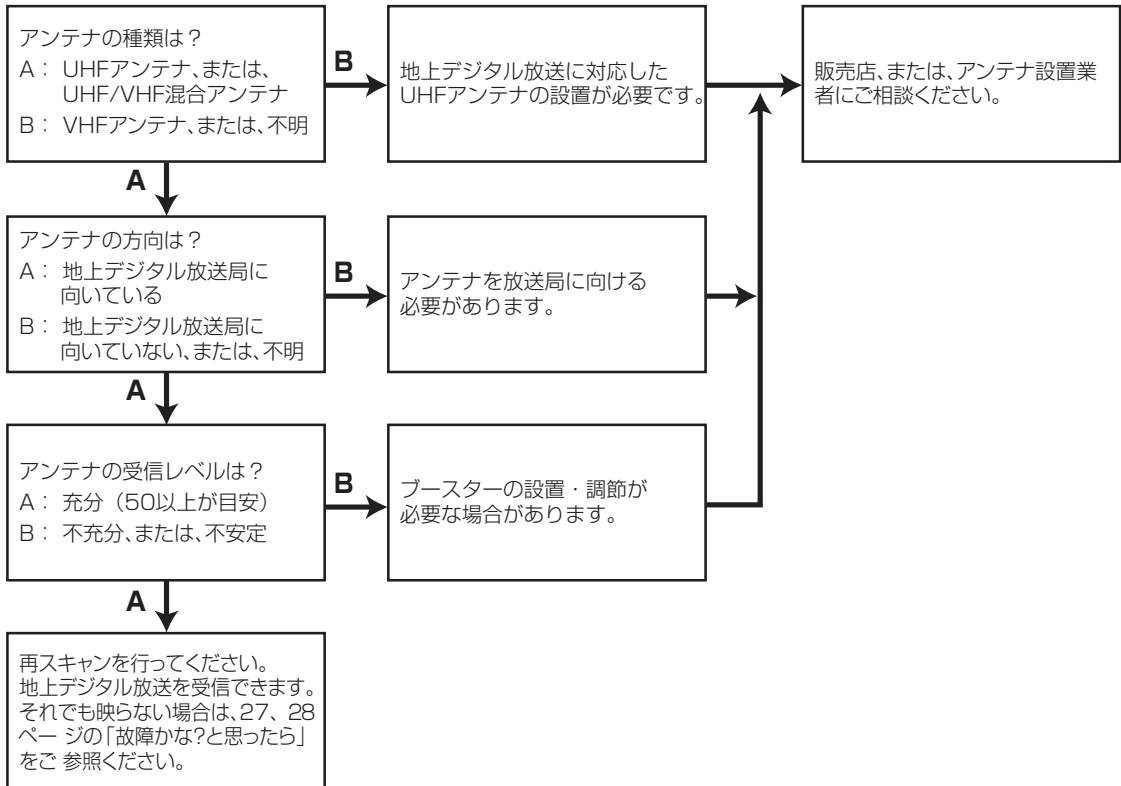 アンテナの種類は？
A： UHFアンテナ、または、
UHF/VHF混合アンテナ
B： VHFアンテナ、または、不明
B
地上デジタル放送に対応した
UHFアンテナの設置が必要です。
販売店、または、アンテナ設置業
者にご相談ください。
A
アンテナの方向は？
A： 地上デジタル放送局に
向いている
B： 地上デジタル放送局に
向いていない、または、不明
B
アンテナを放送局に向ける
必要があります。
A
アンテナの受信レベルは？
A： 充分（50以上が目安）
B： 不充分、または、不安定
B
ブースターの設置・調節が
必要な場合があります。
A
再スキャンを行ってください。
地上デジタル放送を受信できます。
それでも映らない場合は、27、28
ペー ジの「故障かな?と思ったら」
をご 参照ください。